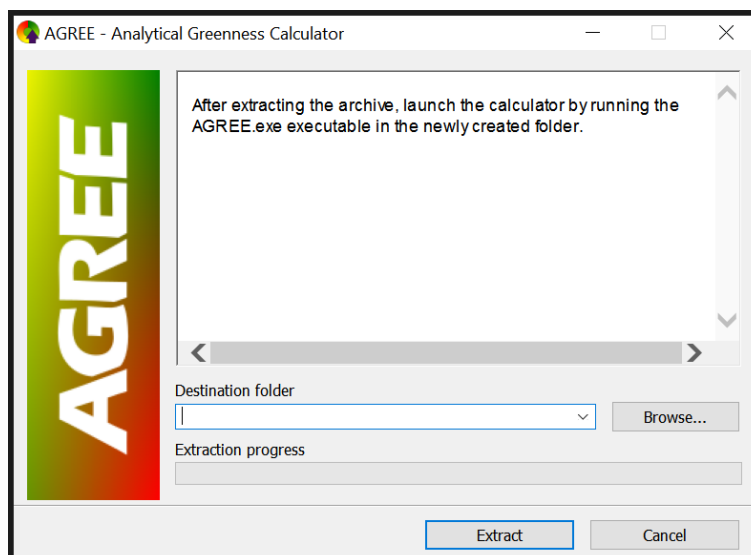 AGREE - Analytical Greenness Calculator
AGREE
After extracting the archive, launch the calculator by running the
AGREE.exe executable in the newly created folder.
Destination folder
Browse...
Extraction progress
Extract
Cancel